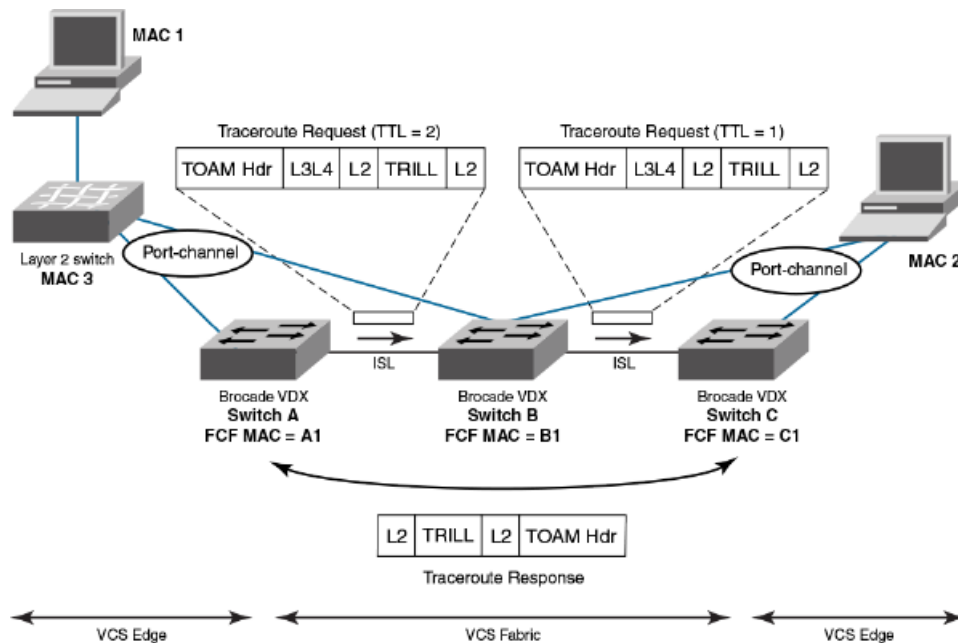 MAC 1
Traceroute Request (TTL = 2)
TOAM Hdr L3L4 L2 TRILL L2
Traceroute Request (TTL = 1)
TOAM Hdr L3L4 L2 TRILL L2
Layer 2 switch
MAC 3
Port-channel
Port-channel
MAC 2
ISL
ISL
Brocade VDX
Switch A
FCF MAC = A1
Brocade VDX
Switch B
FCF MAC = B1
Brocade VDX
Switch C
FCF MAC = C1
L2 TRILL L2 TOAM Hdr
Traceroute Response
VCS Edge
VCS Fabric
VCS Edge